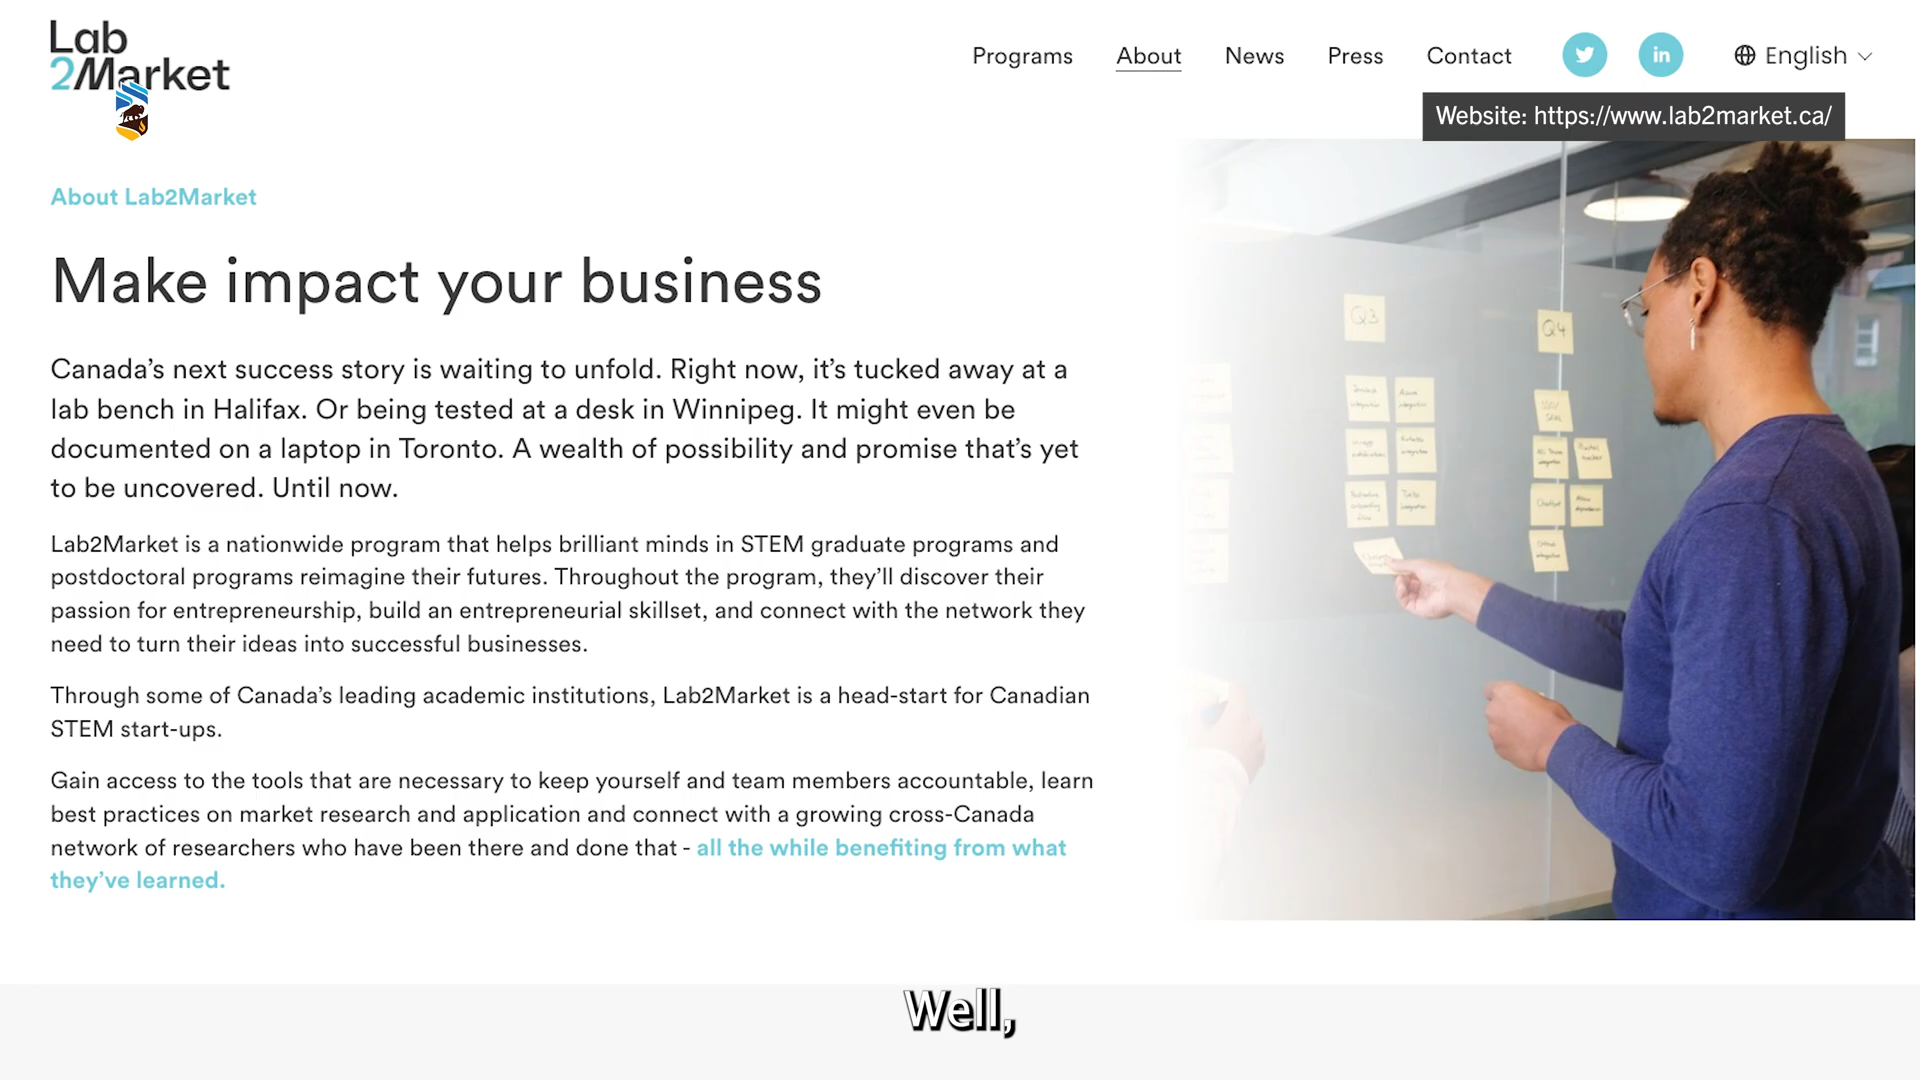 Lab
2Market
Programs
About
News
Press
Contact
English
Website: https://www.lab2market.ca/
About Lab2Market
Make impact your business
Canada’s next success story is waiting to unfold. Right now, it’s tucked away at a
lab bench in Halifax. Or being tested at a desk in Winnipeg. It might even be
documented on a laptop in Toronto. A wealth of possibility and promise that’s yet
to be uncovered. Until now.
Lab2Market is a nationwide program that helps brilliant minds in STEM graduate programs and
postdoctoral programs reimagine their futures. Throughout the program, they’ll discover their
passion for entrepreneurship, build an entrepreneurial skillset, and connect with the network they
need to turn their ideas into successful businesses.
Through some of Canada’s leading academic institutions, Lab2Market is a head-start for Canadian
STEM start-ups.
Gain access to the tools that are necessary to keep yourself and team members accountable, learn
best practices on market research and application and connect with a growing cross-Canada
network of researchers who have been there and done that - all the while benefiting from what
they’ve learned.
in
Q3
Q4
Well,